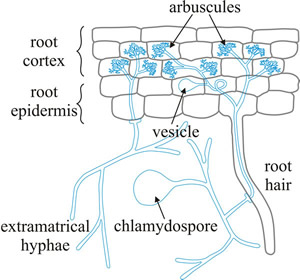 arbuscules
root
cortex
root
epidermis
vesicle
root
hair
extramatrical
hyphae
chlamydospore